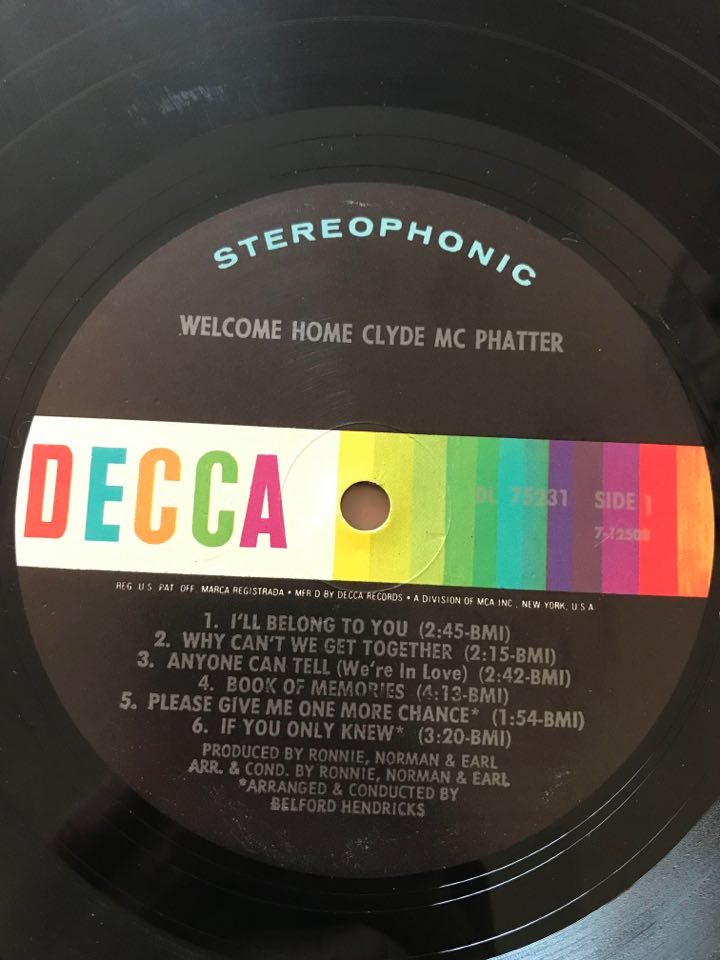 STEREOPHONIC
WELCOME HOME CLYDE MC PHATTER
DECCA
DL 75231 SIDE 1
REG. U.S. PAT. OFF. MARCA REGISTRADA • MFR'D BY DECCA RECORDS • A DIVISION OF MCA INC., NEW YORK, U.S.A
1. I'LL BELONG TO YOU (2:45-BMI)
2. WHY CAN'T WE GET TOGETHER (2:15-BMI)
3. ANYONE CAN TELL (We're In Love) (2:42-BMI)
4. BOOK OF MEMORIES (4:13-BMI)
5. PLEASE GIVE ME ONE MORE CHANCE* (1:54-BMI)
6. IF YOU ONLY KNEW* (3:20-BMI)
PRODUCED BY RONNIE, NORMAN & EARL
ARR. & COND. BY RONNIE, NORMAN & EARL
*ARRANGED & CONDUCTED BY
BELFORD HENDRICKS